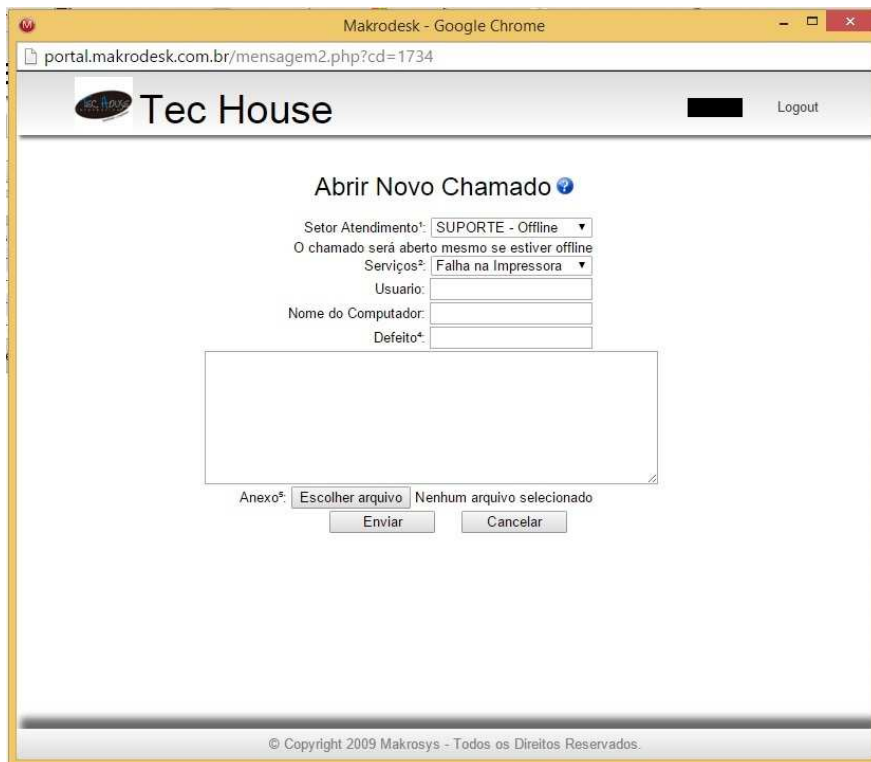 Makrodesk - Google Chrome
portal.makrodesk.com.br/mensagem2.php?cd=1734
Tec House
Logout
Abrir Novo Chamado
Setor Atendimento¹: SUPORTE - Offline
O chamado será aberto mesmo se estiver offline
Serviços²: Falha na Impressora
Usuario:
Nome do Computador:
Defeito⁴:
Anexo⁵: Escolher arquivo Nenhum arquivo selecionado
Enviar Cancelar
© Copyright 2009 Makrosys - Todos os Direitos Reservados.